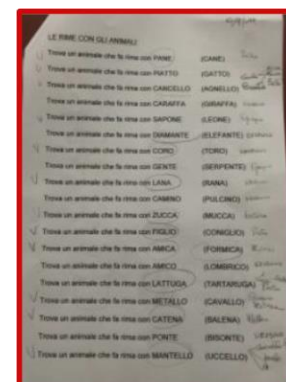 LE RIME CON GLI ANIMALI
Trova un animale che fa rima con PANE (CANE)
Trova un animale che fa rima con PIATTO (GATTO)
Trova un animale che fa rima con CANCELLO (AGNELLO)
Trova un animale che fa rima con CARAFFA (GIRAFFA)
Trova un animale che fa rima con SAPONE (LEONE)
Trova un animale che fa rima con DIAMANTE (ELEFANTE)
Trova un animale che fa rima con CORO (TORO)
Trova un animale che fa rima con GENTE (SERPENTE)
Trova un animale che fa rima con LANA (RANA)
Trova un animale che fa rima con CAMINO (PULCINO)
Trova un animale che fa rima con ZUCCA (MUCCA)
Trova un animale che fa rima con FIGLIO (CONIGLIO)
Trova un animale che fa rima con AMICA (FORMICA)
Trova un animale che fa rima con AMICO (LOMBRICO)
Trova un animale che fa rima con LATTUGA (TARTARUGA)
Trova un animale che fa rima con METALLO (CAVALLO)
Trova un animale che fa rima con CATENA (BALENA)
Trova un animale che fa rima con PONTE (BISONTE)
Trova un animale che fa rima con MANTELLO (UCCELLO)